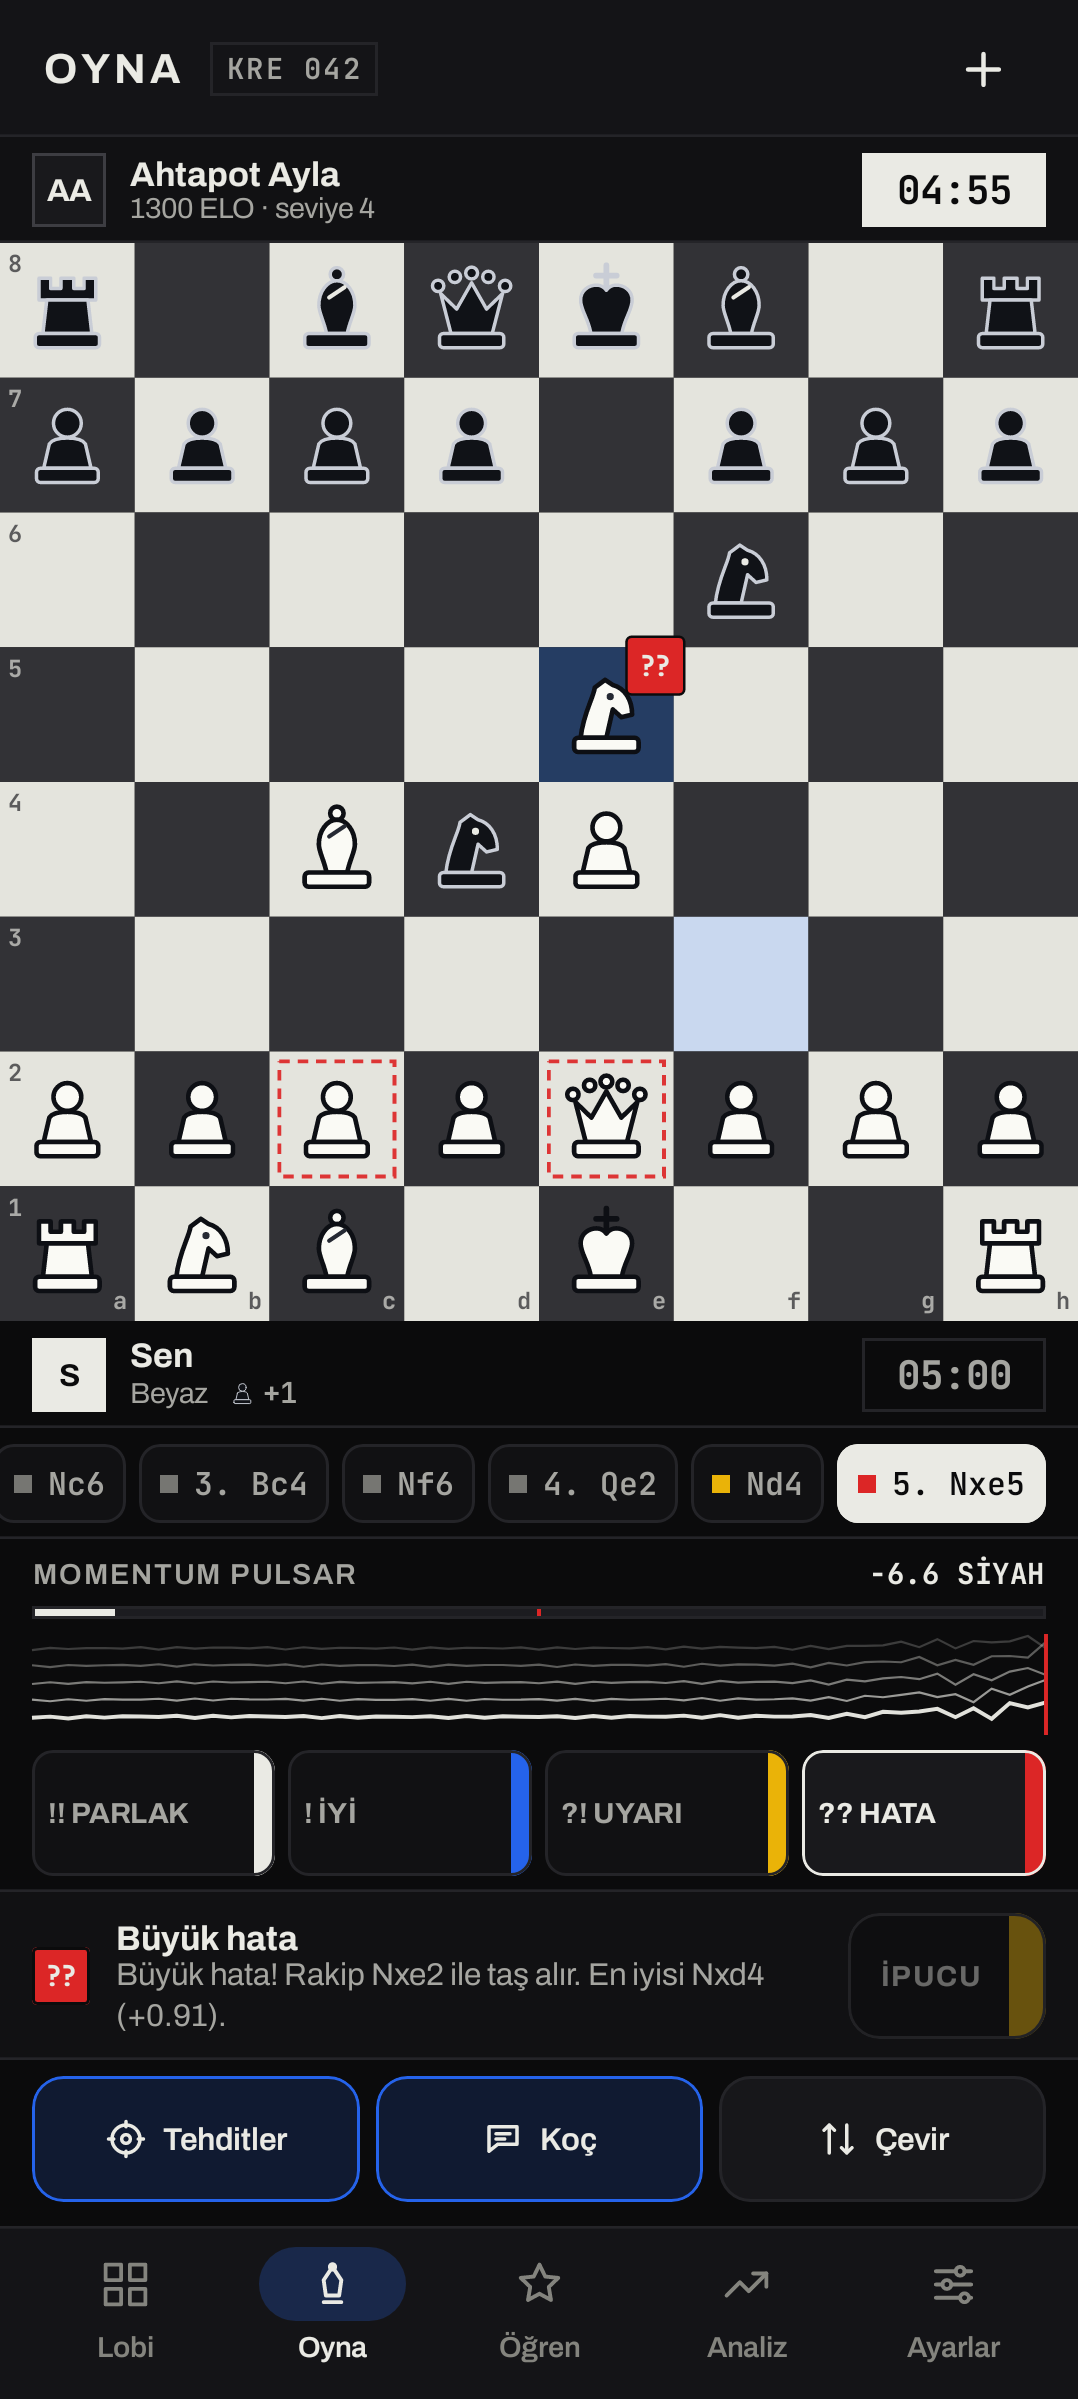 OYNA
KRE 042
AA
Ahtapot Ayla
1300 ELO · seviye 4
04:55
8
7
6
??
5
4
3
2
1
a b c d e f g h
S
Sen
Beyaz +1
05:00
Nc6
3. Bc4
Nf6
4. Qe2
Nd4
5. Nxe5
MOMENTUM PULSAR
-6.6 SİYAH
!! PARLAK
! İYİ
?! UYARI
?? HATA
??
Büyük hata
Büyük hata! Rakip Nxe2 ile taş alır. En iyisi Nxd4
(+0.91).
İPUCU
Tehditler
Koç
Çevir
Lobi
Oyna
Öğren
Analiz
Ayarlar